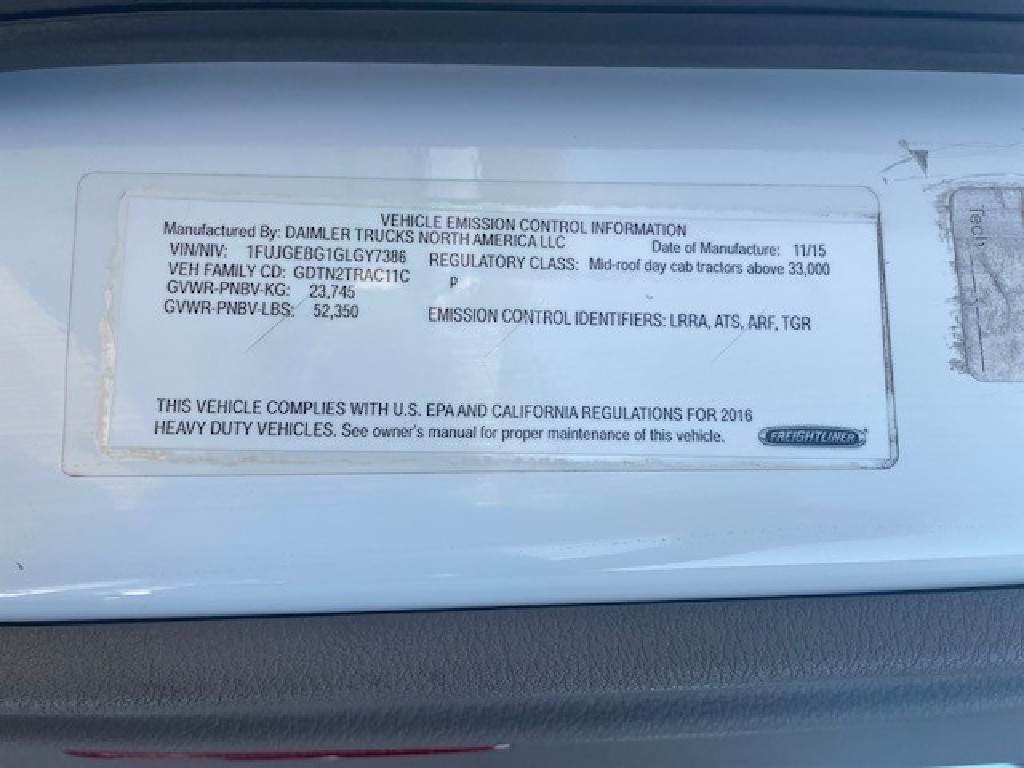 VEHICLE EMISSION CONTROL INFORMATION
Manufactured By: DAIMLER TRUCKS NORTH AMERICA LLC Date of Manufacture: 11/15
VIN/NIV: 1FUJGEBG1GLGY7386 REGULATORY CLASS: Mid-roof day cab tractors above 33,000
VEH FAMILY CD: GDTN2TRAC11C P
GVWR-PNBV-KG: 23,745
GVWR-PNBV-LBS: 52,350 EMISSION CONTROL IDENTIFIERS: LRRA, ATS, ARF, TGR
THIS VEHICLE COMPLIES WITH U.S. EPA AND CALIFORNIA REGULATIONS FOR 2016
HEAVY DUTY VEHICLES. See owner's manual for proper maintenance of this vehicle.
FREIGHTLINER
Tech